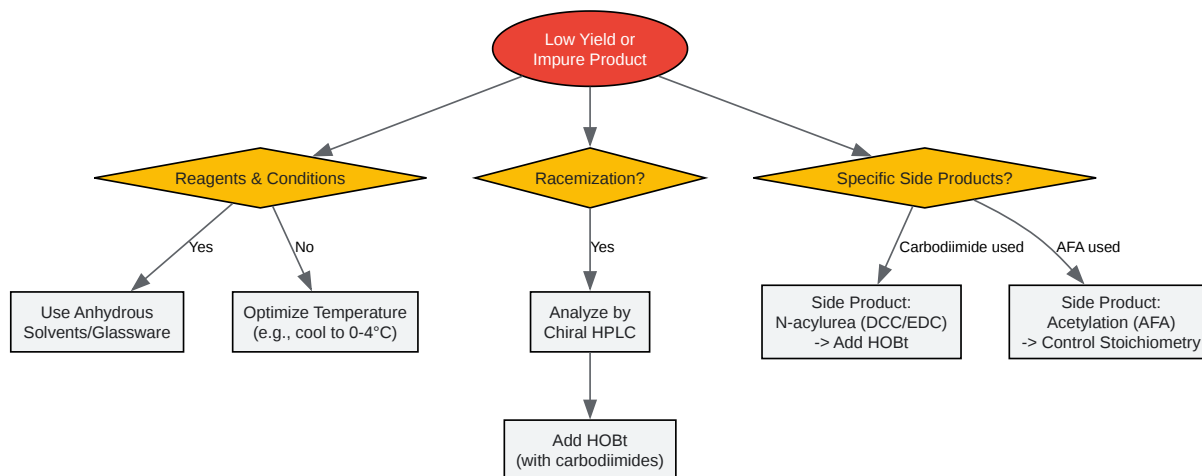 Low Yield or
Impure Product
Reagents & Conditions
Racemization?
Specific Side Products?
Yes
No
Yes
Carbodiimide used
AFA used
Use Anhydrous
Solvents/Glassware
Optimize Temperature
(e.g., cool to 0-4°C)
Analyze by
Chiral HPLC
Side Product:
N-acylurea (DCC/EDC)
-> Add HOBt
Side Product:
Acetylation (AFA)
-> Control Stoichiometry
Add HOBt
(with carbodiimides)